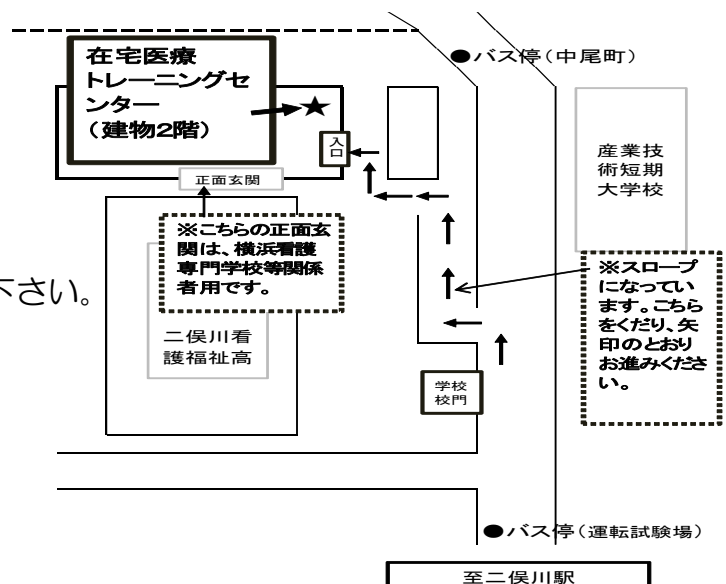 在宅医療
トレーニングセ
ンター
（建物2階）
●バス停（中尾町）
入口
正面玄関
産業技
術短期
大学校
※こちらの正面玄
関は、横浜看護
専門学校等関係
者用です。
※スロープ
になってい
ます。こちら
をくだり、矢
印のとおり
お進みくださ
い。
下さい。
二俣川看
護福祉高
学校
校門
●バス停（運転試験場）
至二俣川駅